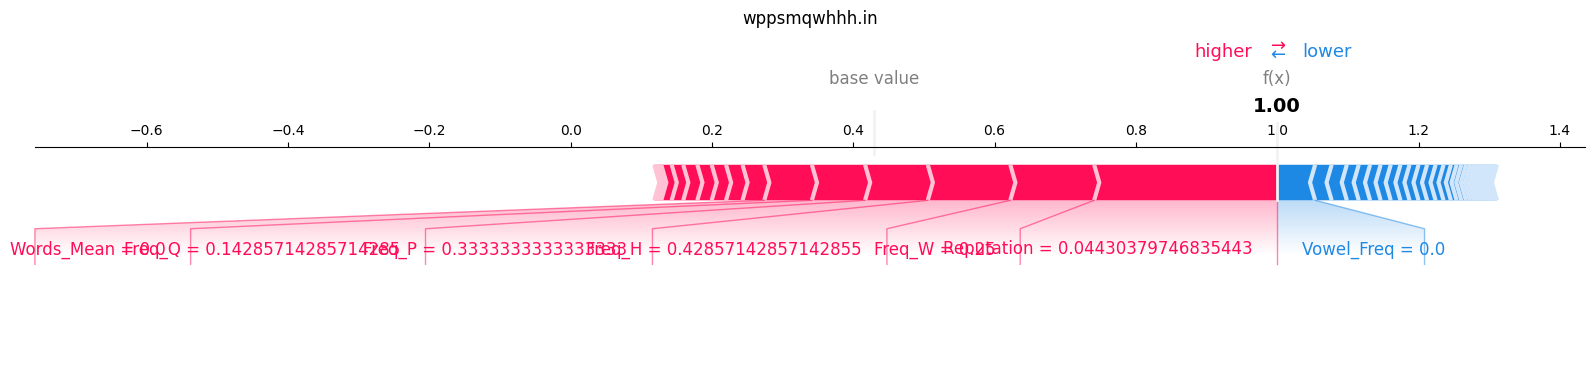 wppsmqwhhh.in
higher ⇄ lower
base value f(x)
1.00
−0.6 −0.4 −0.2 0.0 0.2 0.4 0.6 0.8 1.0 1.2 1.4
Words_Mean = 0.0 Freq_Q = 0.14285714285714285 Freq_P = 0.3333333333333333 Freq_H = 0.42857142857142855 Freq_W = 0.25 Reputation = 0.04430379746835443 Vowel_Freq = 0.0